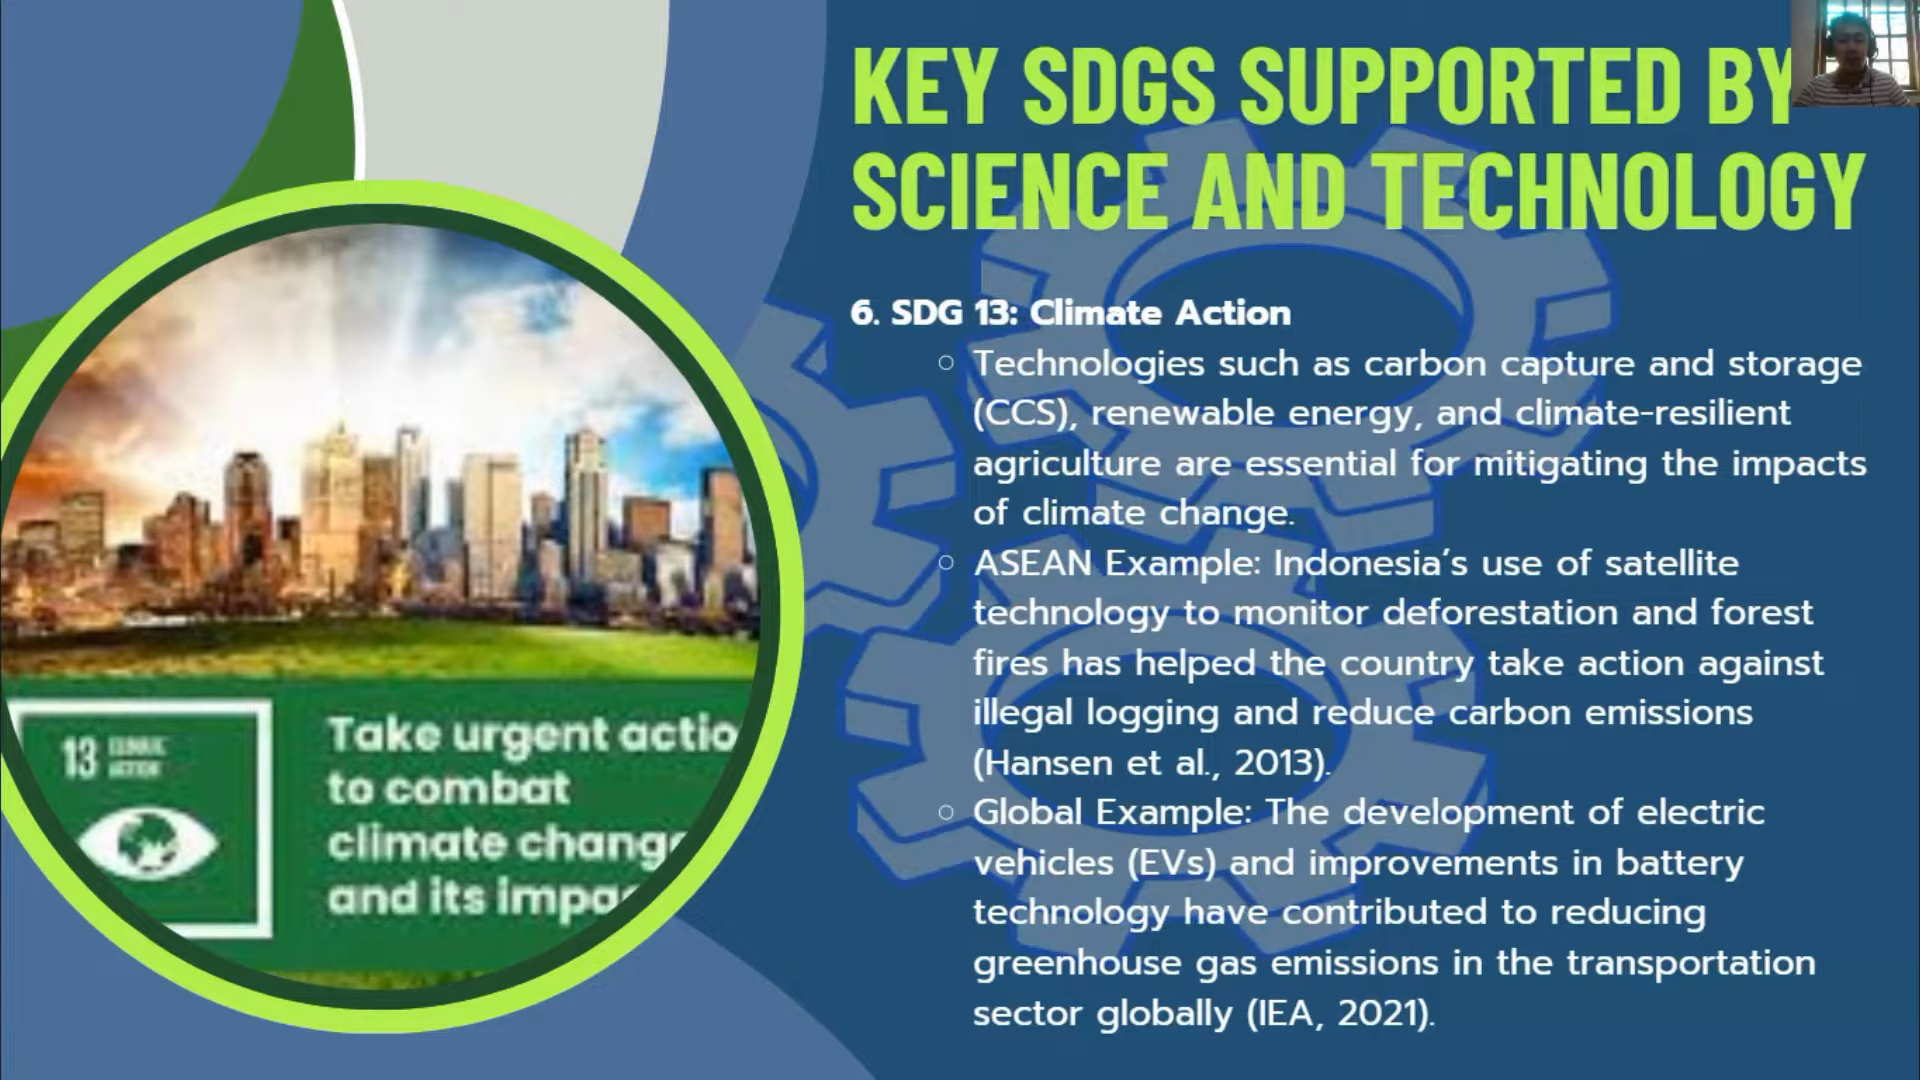 KEY SDGS SUPPORTED BY
SCIENCE AND TECHNOLOGY
6. SDG 13: Climate Action
Technologies such as carbon capture and storage
(CCS), renewable energy, and climate-resilient
agriculture are essential for mitigating the impacts
of climate change.
ASEAN Example: Indonesia's use of satellite
technology to monitor deforestation and forest
fires has helped the country take action against
illegal logging and reduce carbon emissions
(Hansen et al., 2013).
Global Example: The development of electric
vehicles (EVs) and improvements in battery
technology have contributed to reducing
greenhouse gas emissions in the transportation
sector globally (IEA, 2021).
13 CLIMATE
ACTION
Take urgent actio
to combat
climate chang
and its impa